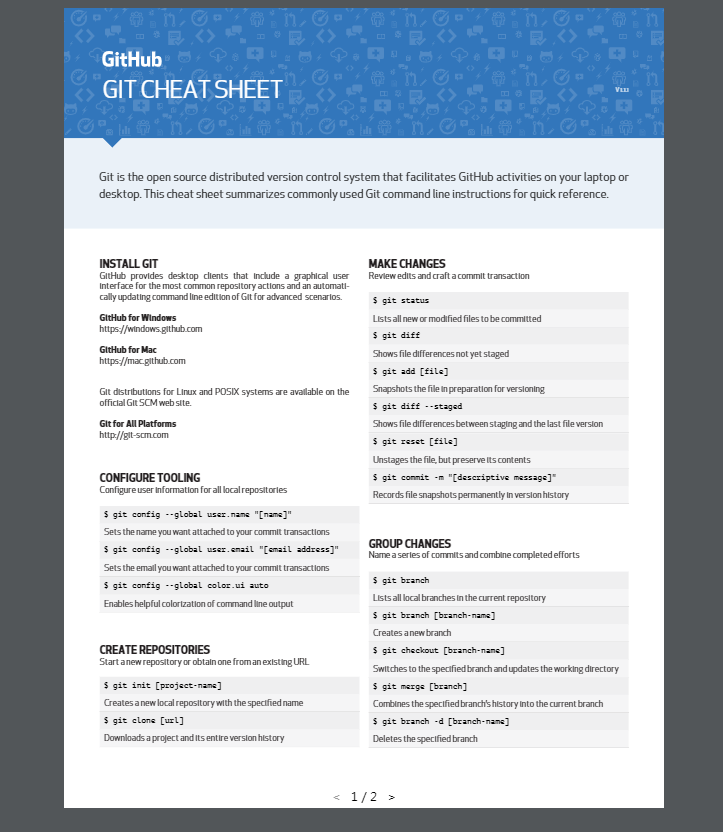 GitHub
GIT CHEAT SHEET
V1.1.1
Git is the open source distributed version control system that facilitates GitHub activities on your laptop or
desktop. This cheat sheet summarizes commonly used Git command line instructions for quick reference.
INSTALL GIT
GitHub provides desktop clients that include a graphical user
interface for the most common repository actions and an automati-
cally updating command line edition of Git for advanced scenarios.
GitHub for Windows
https://windows.github.com
GitHub for Mac
https://mac.github.com
Git distributions for Linux and POSIX systems are available on the
official Git SCM web site.
Git for All Platforms
http://git-scm.com
CONFIGURE TOOLING
Configure user information for all local repositories
$ git config --global user.name "[name]"
Sets the name you want attached to your commit transactions
$ git config --global user.email "[email address]"
Sets the email you want attached to your commit transactions
$ git config --global color.ui auto
Enables helpful colorization of command line output
CREATE REPOSITORIES
Start a new repository or obtain one from an existing URL
$ git init [project-name]
Creates a new local repository with the specified name
$ git clone [url]
Downloads a project and its entire version history
MAKE CHANGES
Review edits and craft a commit transaction
$ git status
Lists all new or modified files to be committed
$ git diff
Shows file differences not yet staged
$ git add [file]
Snapshots the file in preparation for versioning
$ git diff --staged
Shows file differences between staging and the last file version
$ git reset [file]
Unstages the file, but preserve its contents
$ git commit -m "[descriptive message]"
Records file snapshots permanently in version history
GROUP CHANGES
Name a series of commits and combine completed efforts
$ git branch
Lists all local branches in the current repository
$ git branch [branch-name]
Creates a new branch
$ git checkout [branch-name]
Switches to the specified branch and updates the working directory
$ git merge [branch]
Combines the specified branch's history into the current branch
$ git branch -d [branch-name]
Deletes the specified branch
< 1 / 2 >